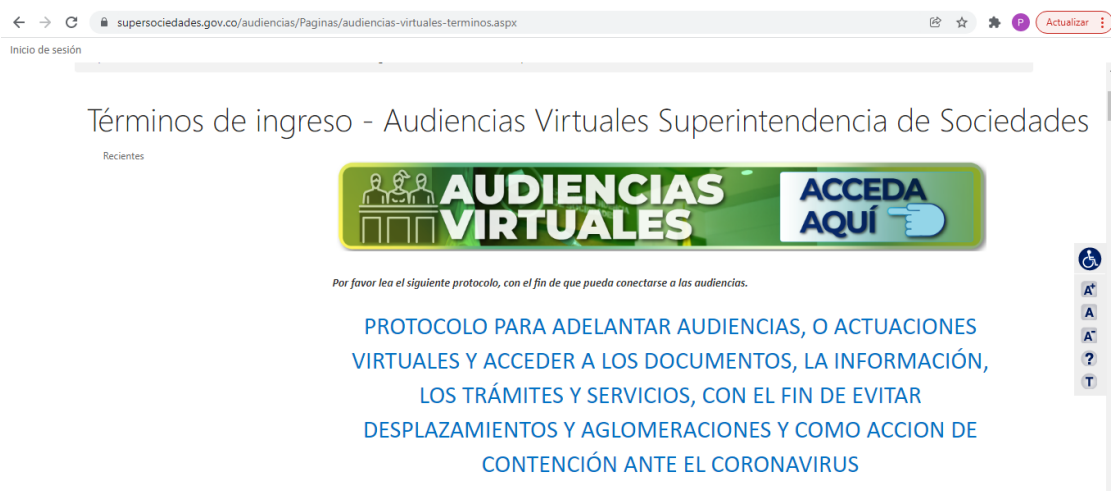 supersociedades.gov.co/audiencias/Paginas/audiencias-virtuales-terminos.aspx
P
Actualizar
Inicio de sesión
Términos de ingreso - Audiencias Virtuales Superintendencia de Sociedades
Recientes
AUDIENCIAS
VIRTUALES
ACCEDA
AQUÍ
Por favor lea el siguiente protocolo, con el fin de que pueda conectarse a las audiencias.
PROTOCOLO PARA ADELANTAR AUDIENCIAS, O ACTUACIONES
VIRTUALES Y ACCEDER A LOS DOCUMENTOS, LA INFORMACIÓN,
LOS TRÁMITES Y SERVICIOS, CON EL FIN DE EVITAR
DESPLAZAMIENTOS Y AGLOMERACIONES Y COMO ACCION DE
CONTENCIÓN ANTE EL CORONAVIRUS
A+
A
A-
?
T